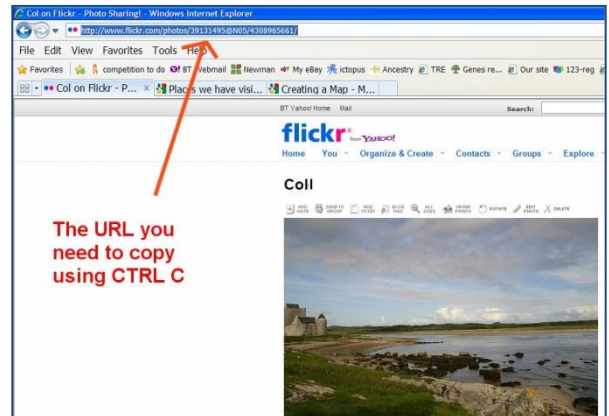 Col on Flickr - Photo Sharing! - Windows Internet Explorer
http://www.flickr.com/photos/39131495@N05/4308965661/
File Edit View Favorites Tools Help
Favorites competition to do BT Webmail Newman My eBay ictopus Ancestry TRE Genes re... Our site 123-reg
Col on Flickr - P... × Places we have visi... Creating a Map - M...
BT Yahoo! Home Mail Search:
flickr from YAHOO!
Home You Organize & Create Contacts Groups Explore
Coll
ADD NOTE SEND TO GROUP ADD TO SET BLOG THIS ALL SIZES ORDER PRINTS ROTATE EDIT PHOTO DELETE
The URL you
need to copy
using CTRL C